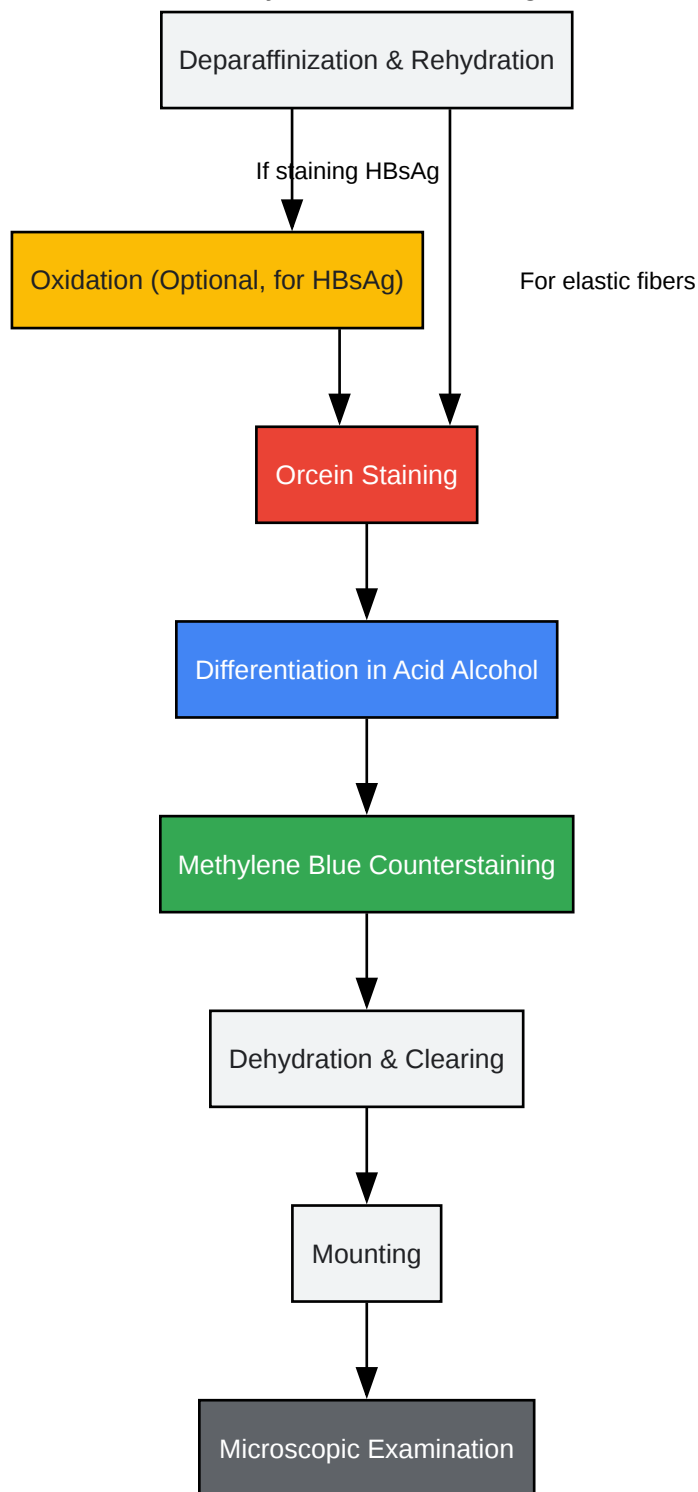 Deparaffinization & Rehydration
If staining HBsAg
Oxidation (Optional, for HBsAg)
For elastic fibers
Orcein Staining
Differentiation in Acid Alcohol
Methylene Blue Counterstaining
Dehydration & Clearing
Mounting
Microscopic Examination